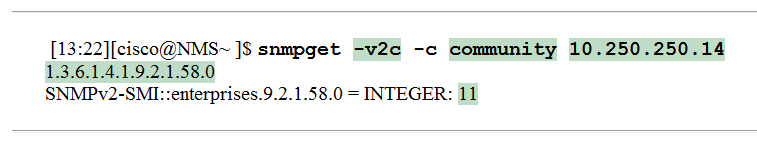 [13:22][cisco@NMS~ ]$ snmpget -v2c -c community 10.250.250.14
1.3.6.1.4.1.9.2.1.58.0
SNMPv2-SMI::enterprises.9.2.1.58.0 = INTEGER: 11